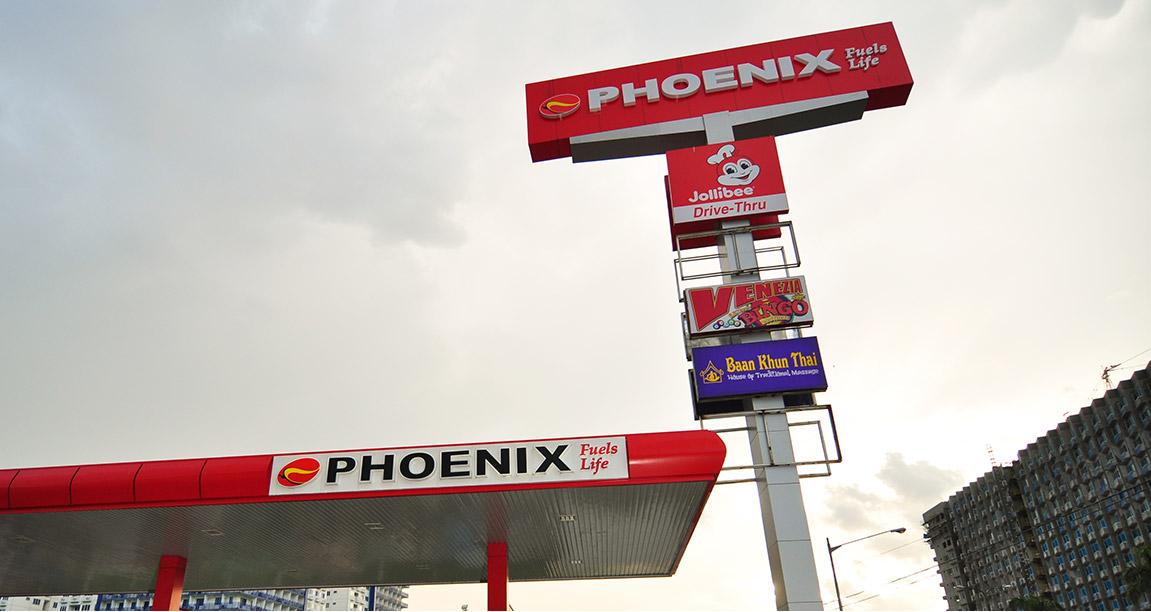 PHOENIX Fuels
Life
Jollibee
Drive-Thru
VENEZIA
BINGO
Baan Khun Thai
House of Traditional Massage
PHOENIX Fuels
Life